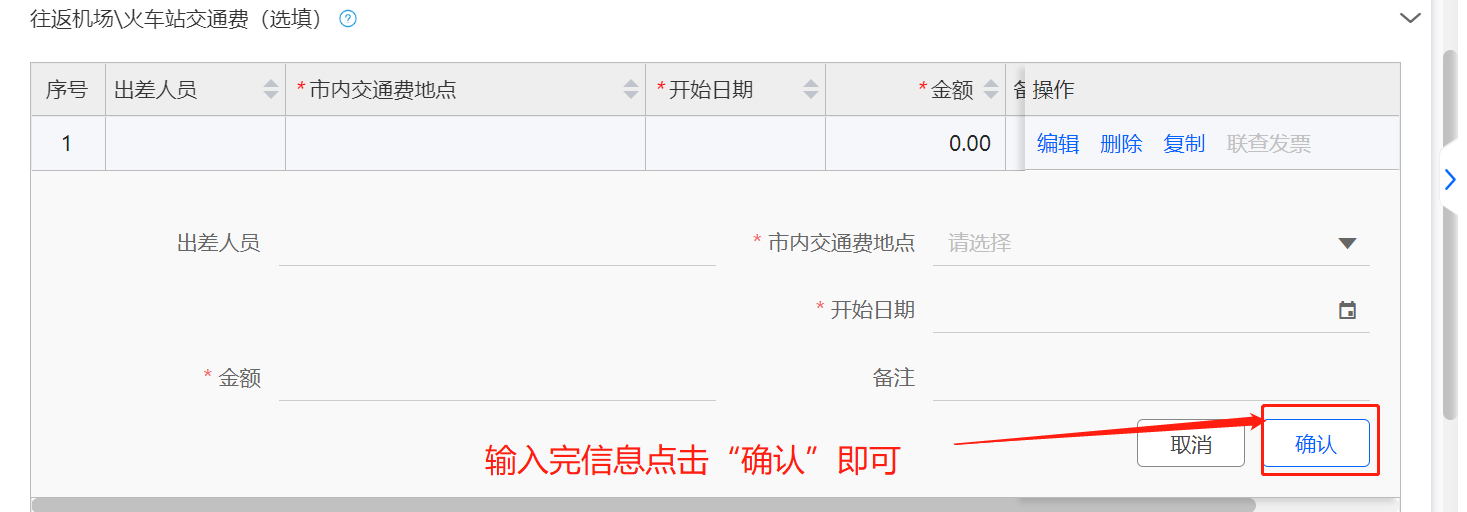 往返机场\火车站交通费（选填） ?
序号 出差人员 *市内交通费地点 *开始日期 *金额 操作
1 0.00 编辑 删除 复制 联查发票
出差人员 * 市内交通费地点 请选择
* 开始日期
* 金额 备注
输入完信息点击“确认”即可 取消 确认